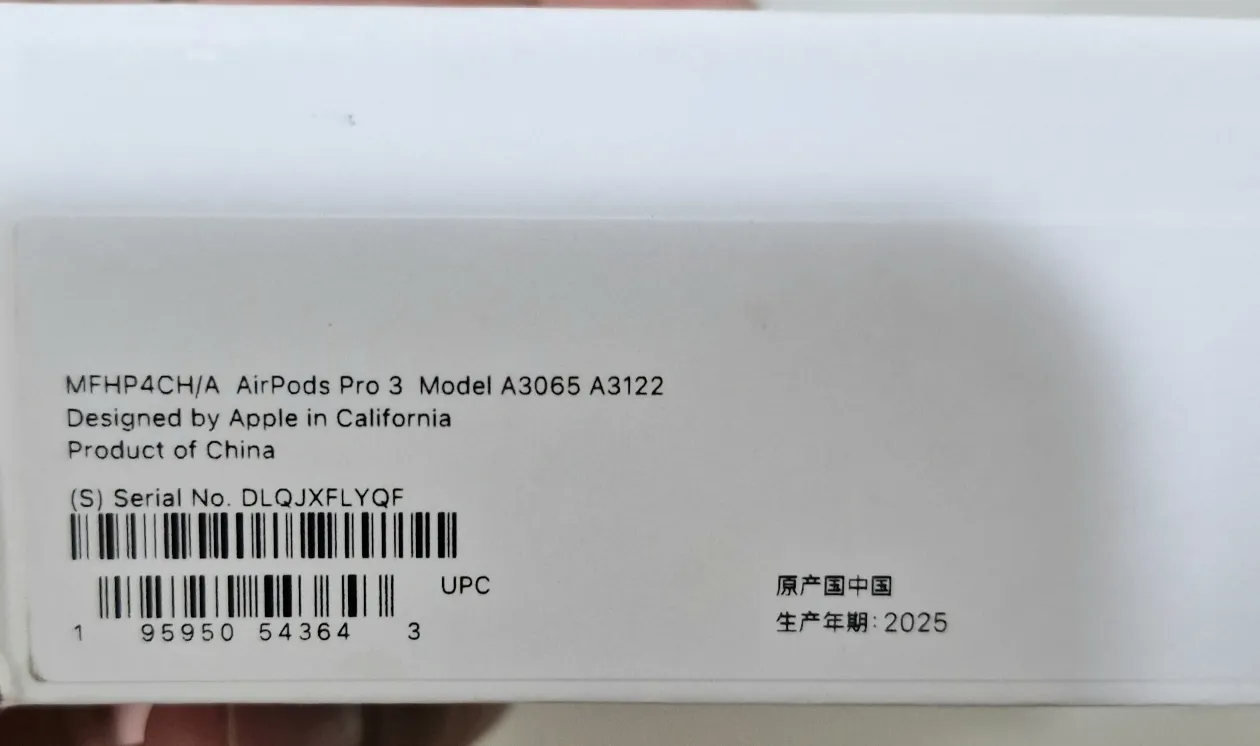 MFHP4CH/A AirPods Pro 3 Model A3065 A3122
Designed by Apple in California
Product of China
(S) Serial No. DLQJXFLYQF
UPC
1 95950 54364 3
原产国中国
生产年期: 2025